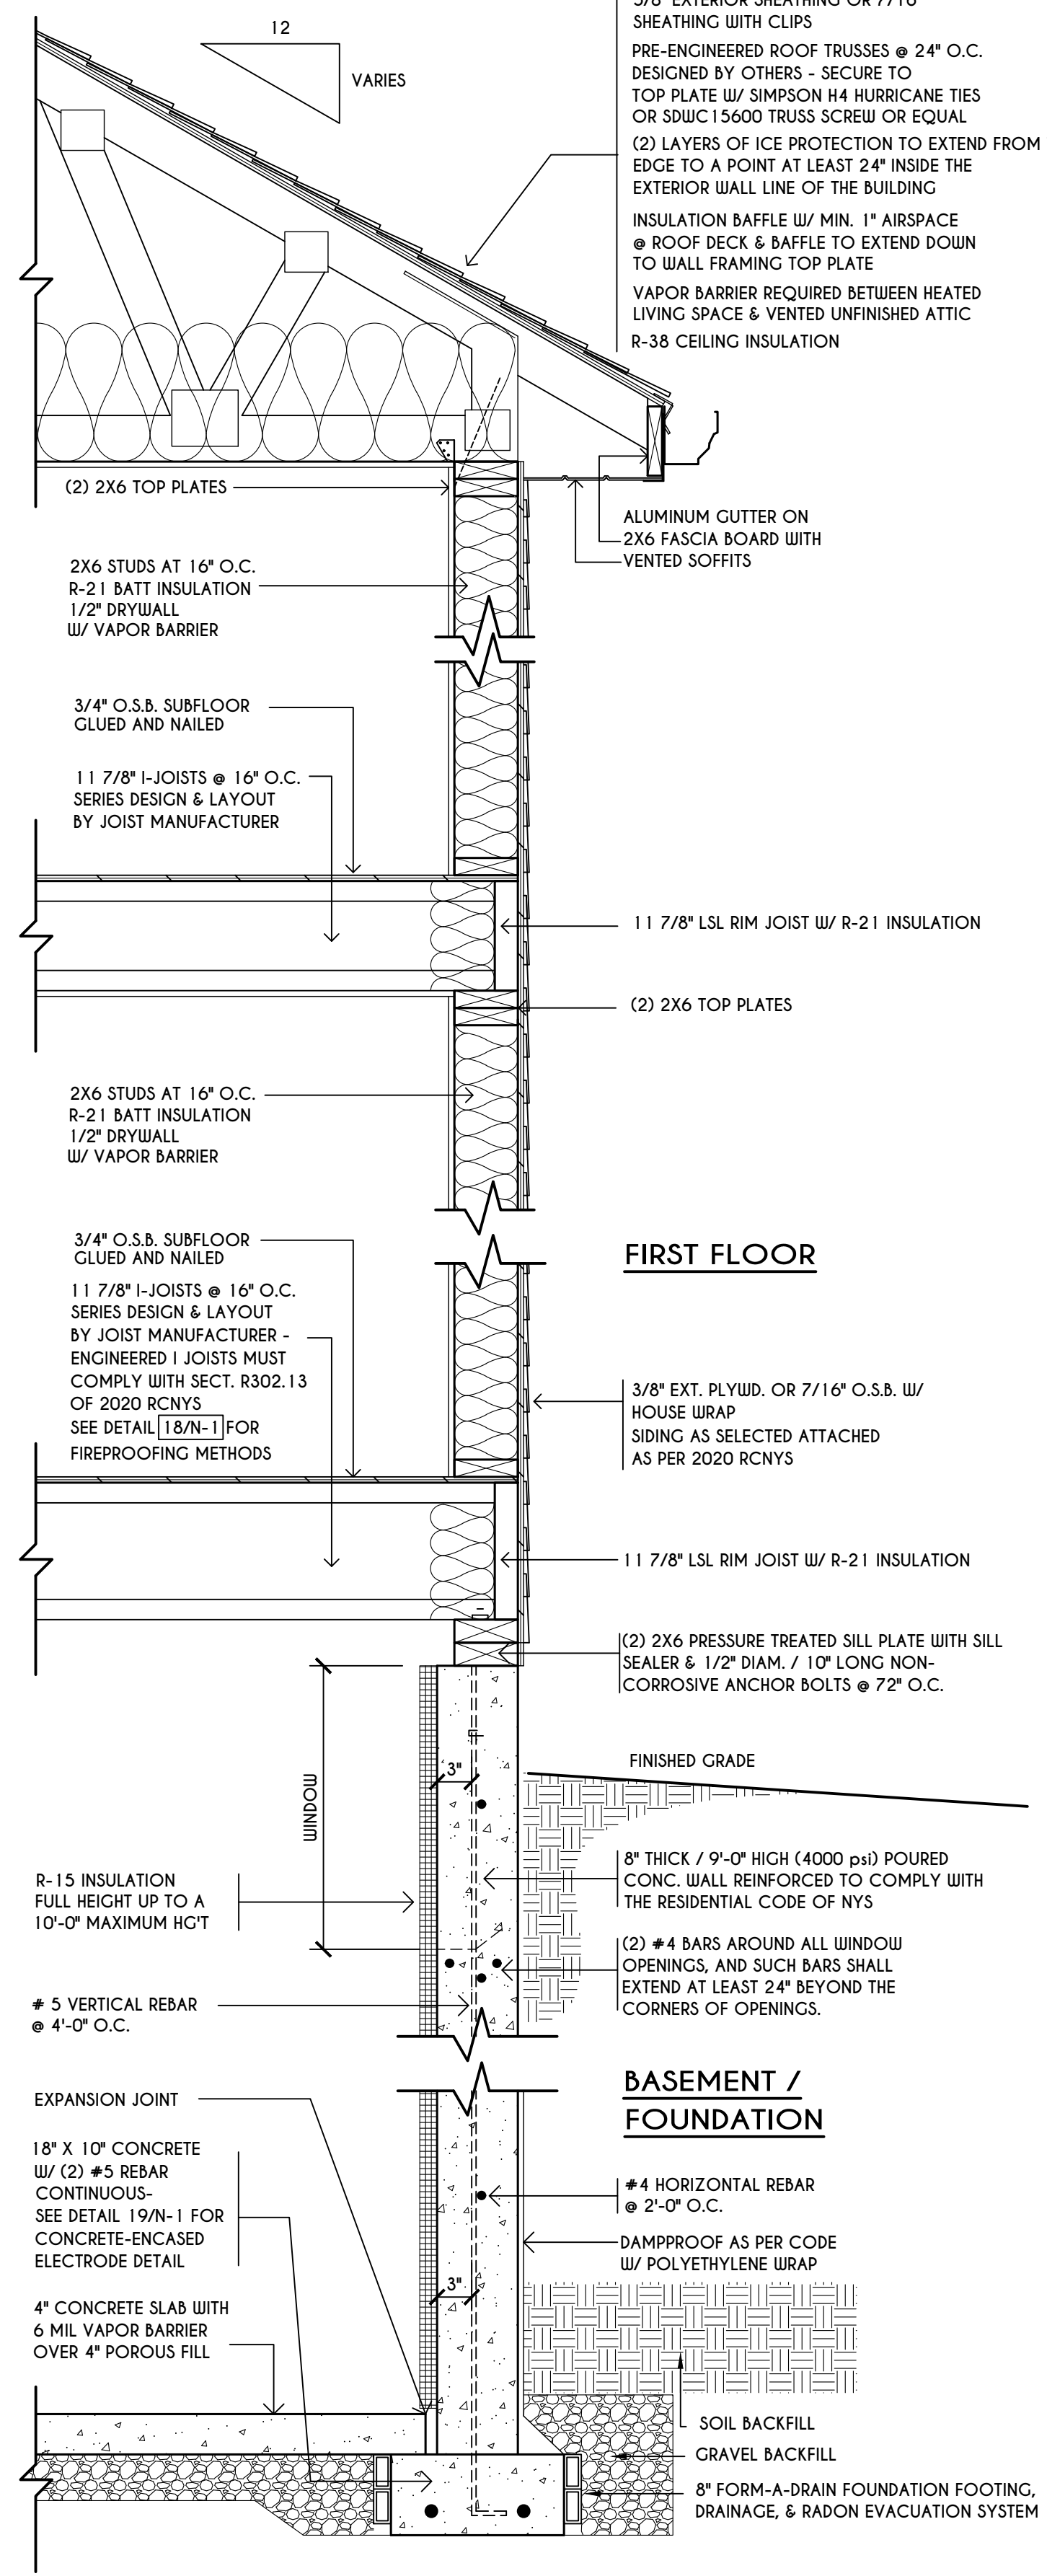 5/8" EXTERIOR SHEATHING OR 7/16"
SHEATHING WITH CLIPS
12
VARIES
PRE-ENGINEERED ROOF TRUSSES @ 24" O.C.
DESIGNED BY OTHERS - SECURE TO
TOP PLATE W/ SIMPSON H4 HURRICANE TIES
OR SDWC15600 TRUSS SCREW OR EQUAL
(2) LAYERS OF ICE PROTECTION TO EXTEND FROM
EDGE TO A POINT AT LEAST 24" INSIDE THE
EXTERIOR WALL LINE OF THE BUILDING
INSULATION BAFFLE W/ MIN. 1" AIRSPACE
@ ROOF DECK & BAFFLE TO EXTEND DOWN
TO WALL FRAMING TOP PLATE
VAPOR BARRIER REQUIRED BETWEEN HEATED
LIVING SPACE & VENTED UNFINISHED ATTIC
R-38 CEILING INSULATION
(2) 2X6 TOP PLATES
ALUMINUM GUTTER ON
2X6 FASCIA BOARD WITH
VENTED SOFFITS
2X6 STUDS AT 16" O.C.
R-21 BATT INSULATION
1/2" DRYWALL
W/ VAPOR BARRIER
3/4" O.S.B. SUBFLOOR
GLUED AND NAILED
11 7/8" I-JOISTS @ 16" O.C.
SERIES DESIGN & LAYOUT
BY JOIST MANUFACTURER
11 7/8" LSL RIM JOIST W/ R-21 INSULATION
(2) 2X6 TOP PLATES
2X6 STUDS AT 16" O.C.
R-21 BATT INSULATION
1/2" DRYWALL
W/ VAPOR BARRIER
3/4" O.S.B. SUBFLOOR
GLUED AND NAILED
FIRST FLOOR
11 7/8" I-JOISTS @ 16" O.C.
SERIES DESIGN & LAYOUT
BY JOIST MANUFACTURER -
ENGINEERED I JOISTS MUST
COMPLY WITH SECT. R302.13
OF 2020 RCNYS
SEE DETAIL 18/N-1 FOR
FIREPROOFING METHODS
3/8" EXT. PLYWD. OR 7/16" O.S.B. W/
HOUSE WRAP
SIDING AS SELECTED ATTACHED
AS PER 2020 RCNYS
11 7/8" LSL RIM JOIST W/ R-21 INSULATION
(2) 2X6 PRESSURE TREATED SILL PLATE WITH SILL
SEALER & 1/2" DIAM. / 10" LONG NON-
CORROSIVE ANCHOR BOLTS @ 72" O.C.
FINISHED GRADE
3"
WINDOW
8" THICK / 9'-0" HIGH (4000 psi) POURED
CONC. WALL REINFORCED TO COMPLY WITH
THE RESIDENTIAL CODE OF NYS
R-15 INSULATION
FULL HEIGHT UP TO A
10'-0" MAXIMUM HG'T
(2) #4 BARS AROUND ALL WINDOW
OPENINGS, AND SUCH BARS SHALL
EXTEND AT LEAST 24" BEYOND THE
CORNERS OF OPENINGS.
# 5 VERTICAL REBAR
@ 4'-0" O.C.
BASEMENT /
FOUNDATION
EXPANSION JOINT
18" X 10" CONCRETE
W/ (2) #5 REBAR
CONTINUOUS-
SEE DETAIL 19/N-1 FOR
CONCRETE-ENCASED
ELECTRODE DETAIL
#4 HORIZONTAL REBAR
@ 2'-0" O.C.
DAMPPROOF AS PER CODE
W/ POLYETHYLENE WRAP
3"
4" CONCRETE SLAB WITH
6 MIL VAPOR BARRIER
OVER 4" POROUS FILL
SOIL BACKFILL
GRAVEL BACKFILL
8" FORM-A-DRAIN FOUNDATION FOOTING,
DRAINAGE, & RADON EVACUATION SYSTEM